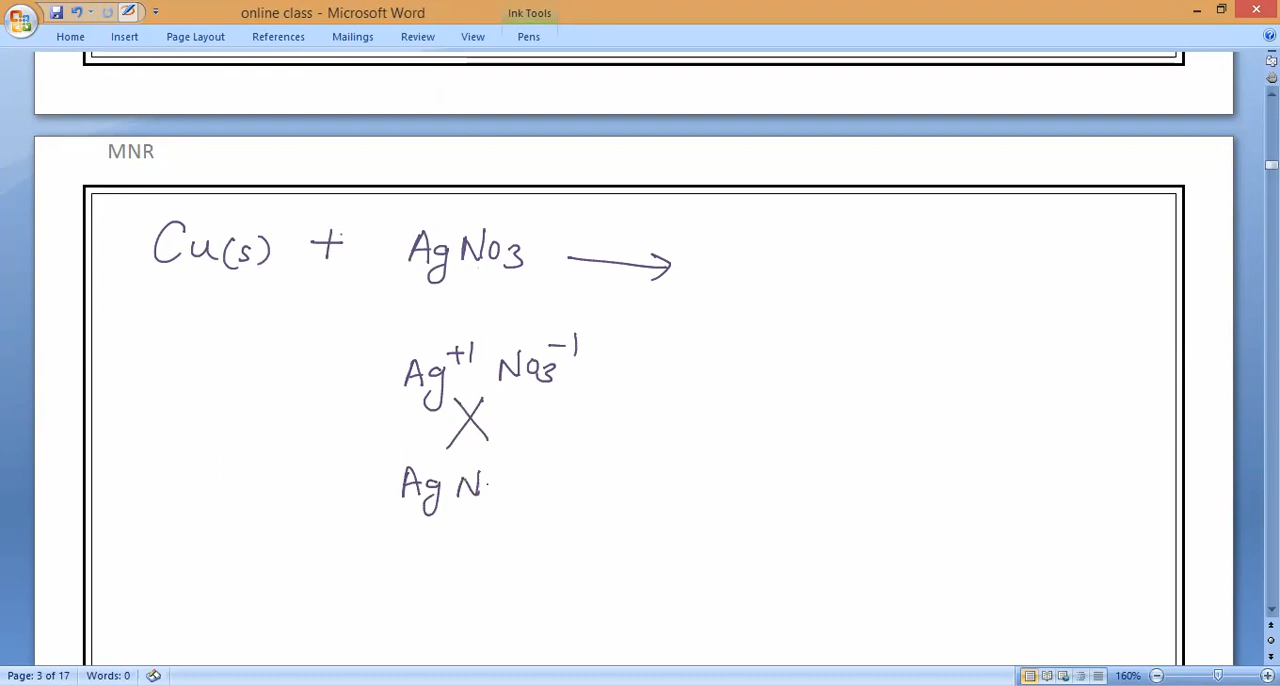 online class - Microsoft Word
Ink Tools
Home Insert Page Layout References Mailings Review View Pens
MNR
Cu(s) + AgNO3 ⟶
Ag⁺¹ NO3⁻¹
Ag N
Page: 3 of 17 Words: 0 160%